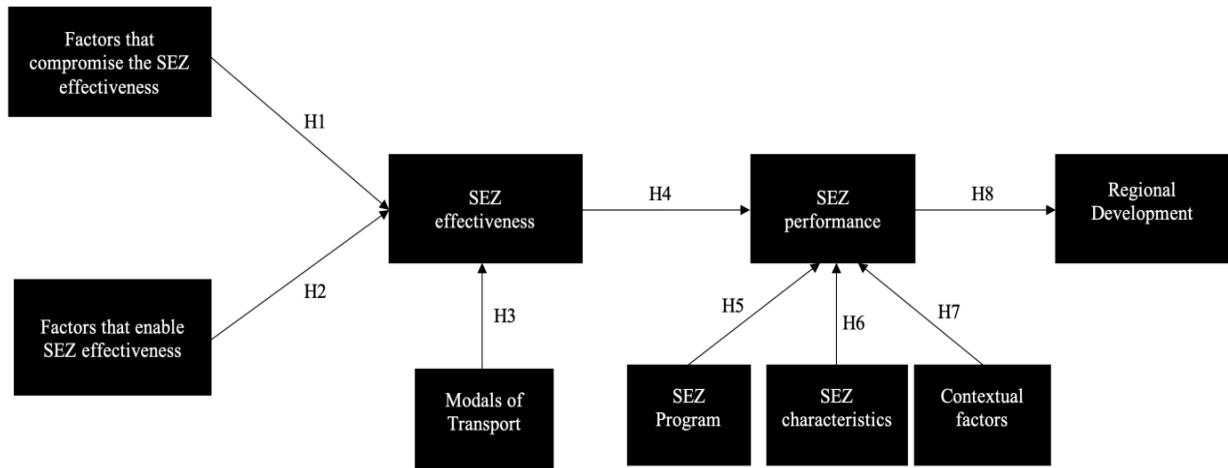 Factors that
compromise the SEZ
effectiveness
H1
SEZ
effectiveness
H4
SEZ
performance
H8
Regional
Development
H2
Factors that enable
SEZ effectiveness
H3
H5
H6
H7
Modals of
Transport
SEZ
Program
SEZ
characteristics
Contextual
factors